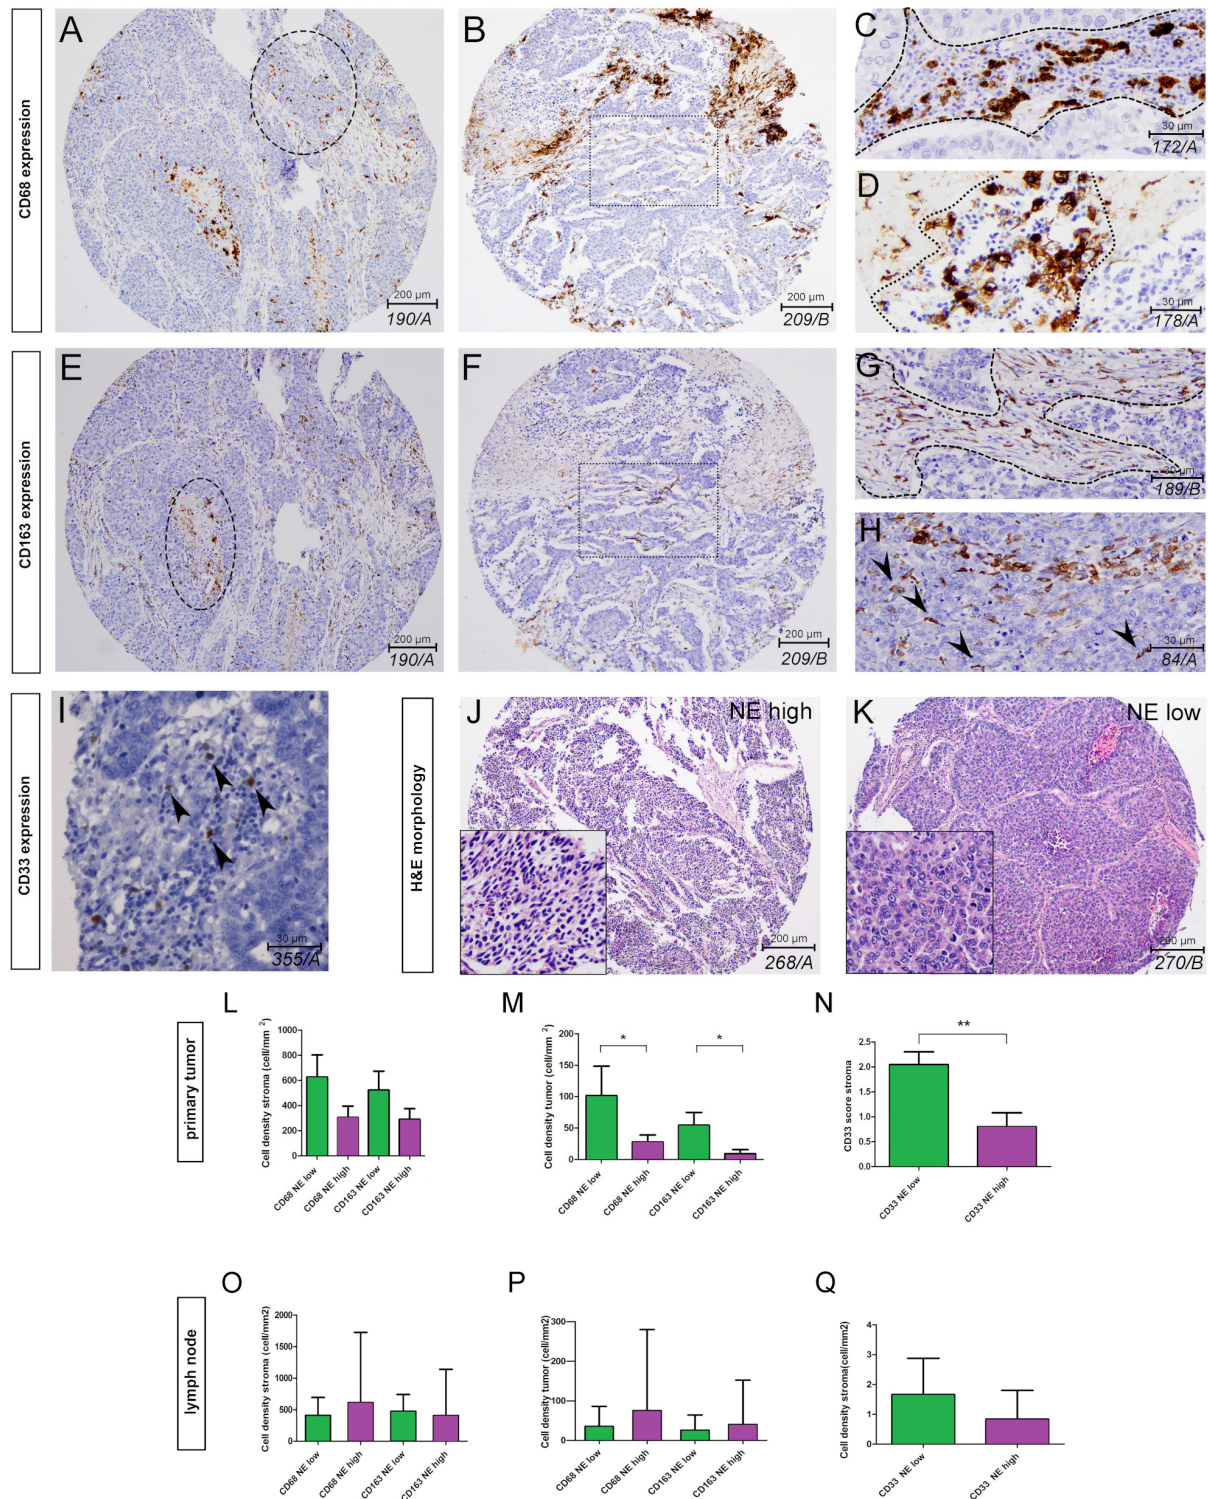 CD68 expression
A
200 µm
190/A
B
200 µm
209/B
C
30 µm
172/A
D
30 µm
178/A
CD163 expression
E
200 µm
190/A
F
200 µm
209/B
G
30 µm
189/B
H
30 µm
84/A
CD33 expression
I
30 µm
355/A
H&E morphology
J
NE high
200 µm
268/A
K
NE low
200 µm
270/B
primary tumor
L
Cell density stroma (cell/mm²)
1000
800
600
400
200
0
CD68 NE low
CD68 NE high
CD163 NE low
CD163 NE high
M
Cell density tumor (cell/mm²)
200
150
100
50
0
*
*
CD68 NE low
CD68 NE high
CD163 NE low
CD163 NE high
N
CD33 score stroma
2.5
2.0
1.5
1.0
0.5
0.0
**
CD33 NE low
CD33 NE high
lymph node
O
Cell density stroma (cell/mm2)
2000
1500
1000
500
0
CD68 NE low
CD68 NE high
CD163 NE low
CD163 NE high
P
Cell density tumor (cell/mm2)
300
200
100
0
CD68 NE low
CD68 NE high
CD163 NE low
CD163 NE high
Q
Cell density stroma(cell/mm2)
4
3
2
1
0
CD33 NE low
CD33 NE high